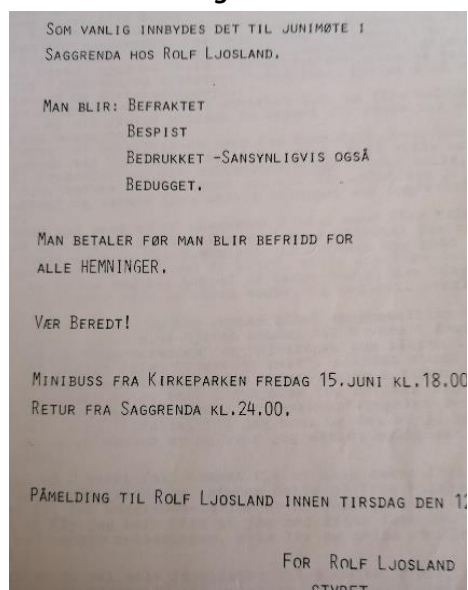 Som vanlig innbydes det til junimøte i
Saggrenda hos Rolf Ljosland.
Man blir: Befraktet
Bespist
Bedrukket -Sansynligvis også
Bedugget.
Man betaler før man blir befridd for
alle hemninger.
Vær Beredt!
Minibuss fra Kirkeparken fredag 15.juni kl.18.00
Retur fra Saggrenda kl.24.00.
Påmelding til Rolf Ljosland innen tirsdag den 12
For Rolf Ljosland
styret